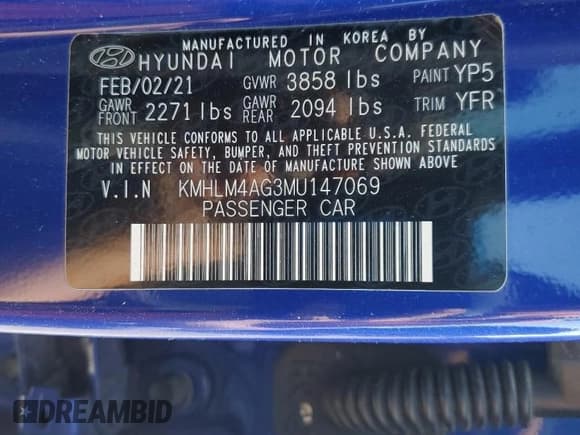 MANUFACTURED IN KOREA BY
HYUNDAI MOTOR COMPANY
FEB/02/21 GVWR 3858 lbs PAINT YP5
GAWR FRONT 2271 lbs GAWR REAR 2094 lbs TRIM YFR
THIS VEHICLE CONFORMS TO ALL APPLICABLE U.S.A. FEDERAL
MOTOR VEHICLE SAFETY, BUMPER, AND THEFT PREVENTION STANDARDS
IN EFFECT ON THE DATE OF MANUFACTURE SHOWN ABOVE.
V.I.N KMHLM4AG3MU147069
PASSENGER CAR
DREAMBID